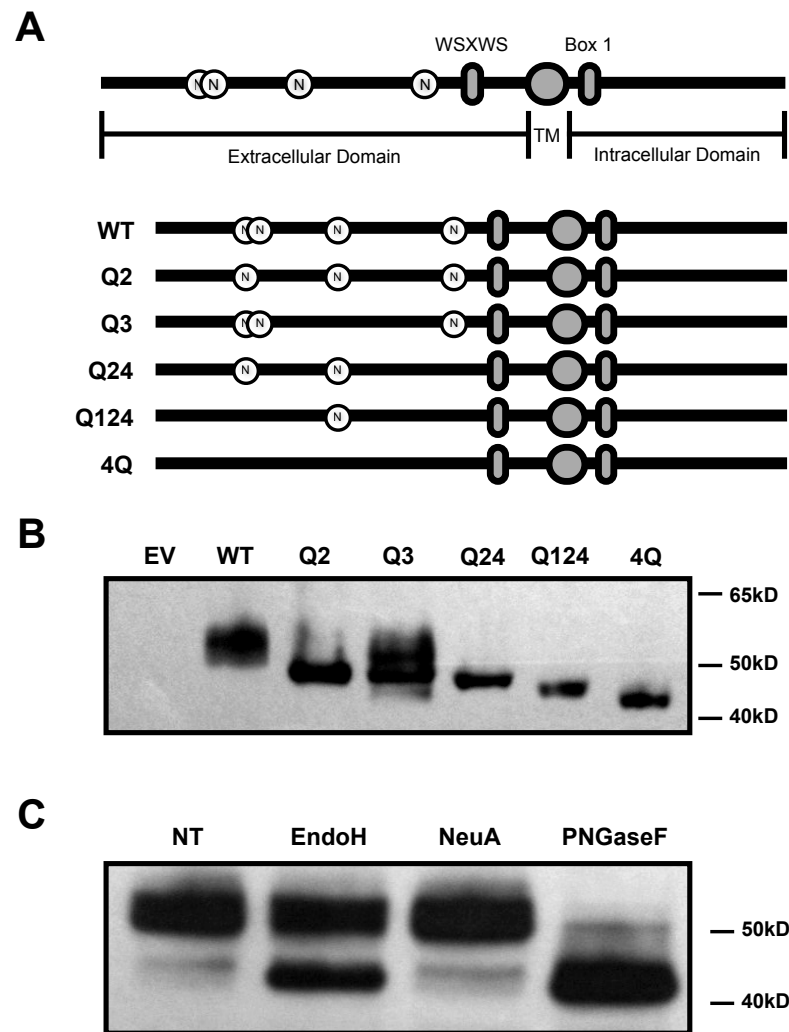 A
WSXWS Box 1
N N N N
TM
Extracellular Domain Intracellular Domain
WT N N N N
Q2 N N N
Q3 N N N
Q24 N N
Q124 N
4Q
B
EV WT Q2 Q3 Q24 Q124 4Q
65kD
50kD
40kD
C
NT EndoH NeuA PNGaseF
50kD
40kD